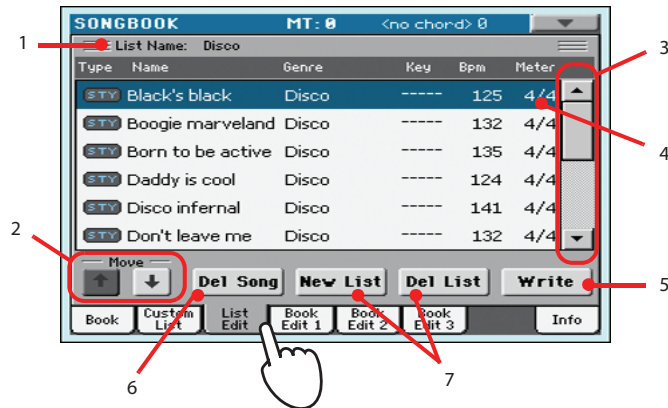 SONGBOOK MT: 0 <no chord> 0
1
List Name: Disco
3
Type Name Genre Key Bpm Meter
STY Black's black Disco ----- 125 4/4
STY Boogie marveland Disco ----- 132 4/4
4
STY Born to be active Disco ----- 135 4/4
STY Daddy is cool Disco ----- 124 4/4
STY Disco infernal Disco ----- 141 4/4
2
STY Don't leave me Disco ----- 132 4/4
Move
Del Song New List Del List Write
5
Book Custom List List Edit Book Edit 1 Book Edit 2 Book Edit 3 Info
6
7